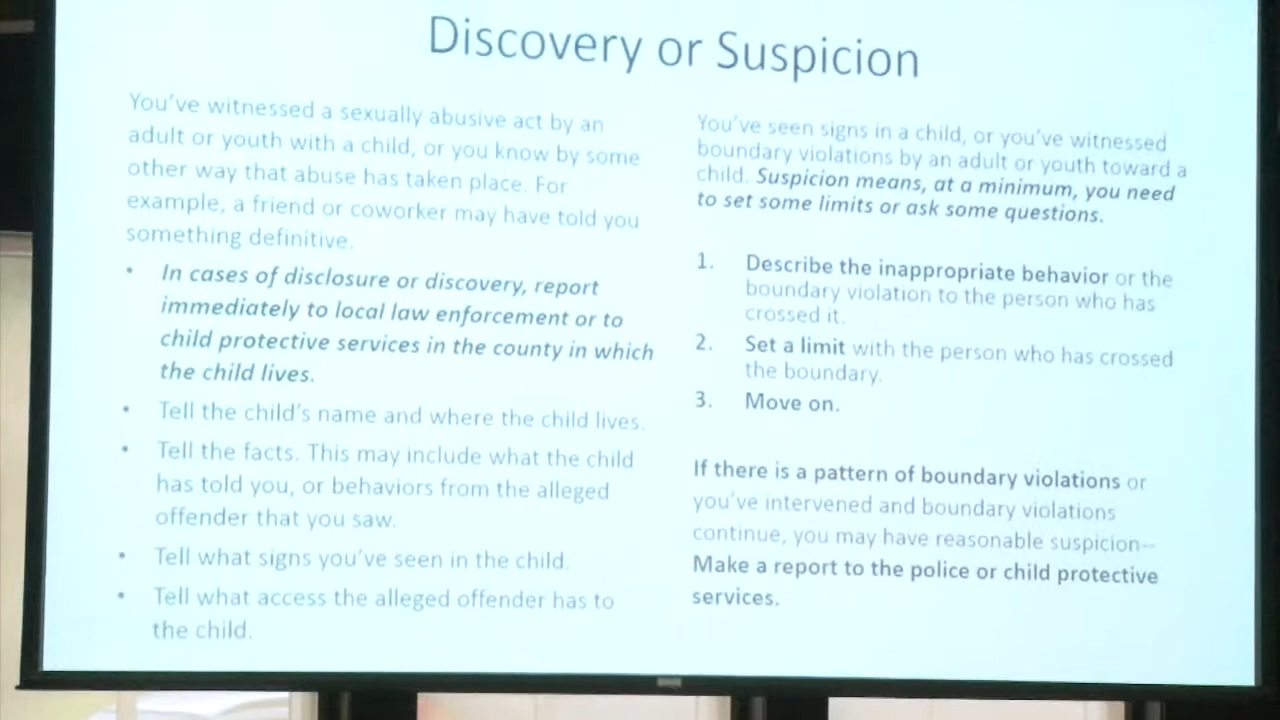 Discovery or Suspicion
You've witnessed a sexually abusive act by an
adult or youth with a child, or you know by some
other way that abuse has taken place. For
example, a friend or coworker may have told you
something definitive.
• In cases of disclosure or discovery, report
immediately to local law enforcement or to
child protective services in the county in which
the child lives.
• Tell the child's name and where the child lives.
• Tell the facts. This may include what the child
has told you, or behaviors from the alleged
offender that you saw.
• Tell what signs you've seen in the child.
• Tell what access the alleged offender has to
the child.
You've seen signs in a child, or you've witnessed
boundary violations by an adult or youth toward a
child. Suspicion means, at a minimum, you need
to set some limits or ask some questions.
1. Describe the inappropriate behavior or the
boundary violation to the person who has
crossed it.
2. Set a limit with the person who has crossed
the boundary.
3. Move on.
If there is a pattern of boundary violations or
you've intervened and boundary violations
continue, you may have reasonable suspicion--
Make a report to the police or child protective
services.